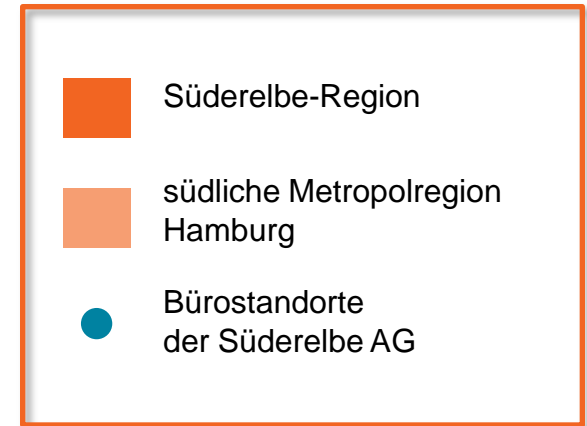 Süderelbe-Region
südliche Metropolregion
Hamburg
Bürostandorte
der Süderelbe AG